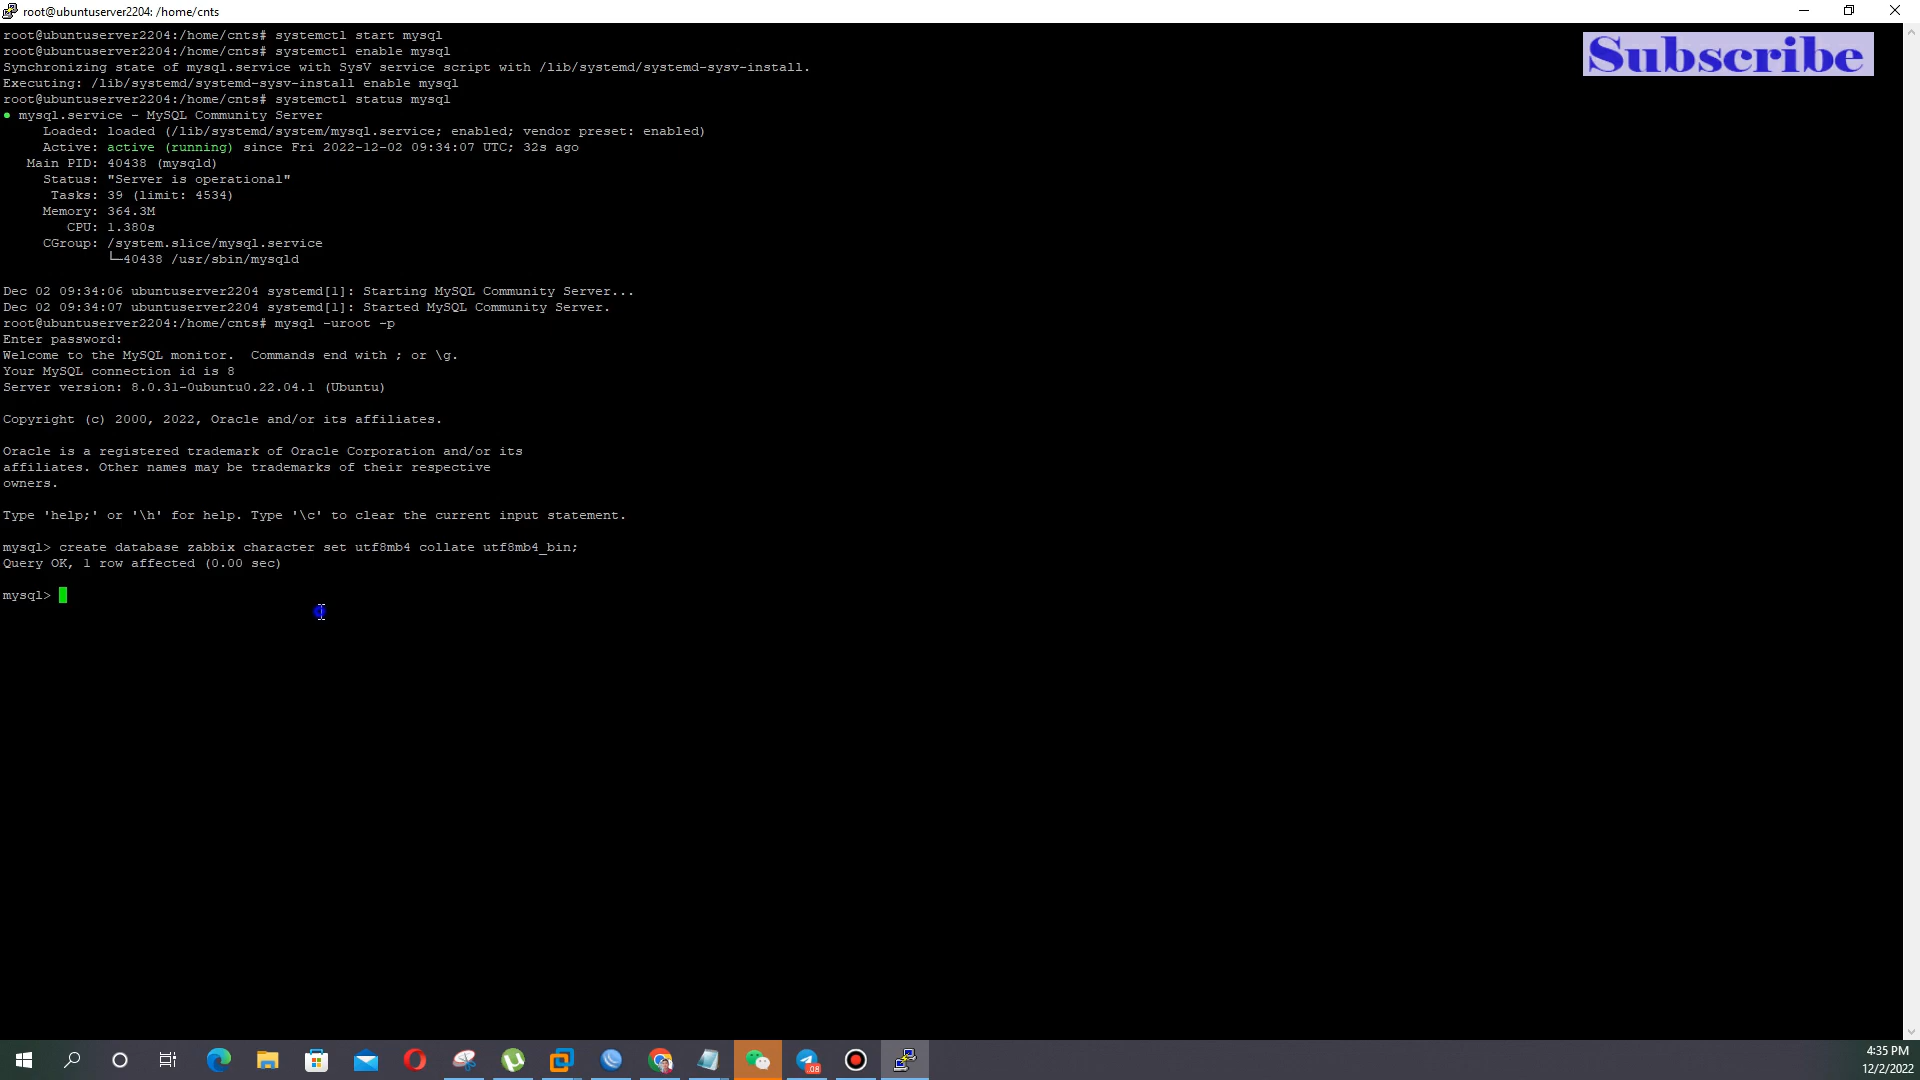 root@ubuntuserver2204: /home/cnts
root@ubuntuserver2204:/home/cnts# systemctl start mysql
root@ubuntuserver2204:/home/cnts# systemctl enable mysql
Synchronizing state of mysql.service with SysV service script with /lib/systemd/systemd-sysv-install.
Executing: /lib/systemd/systemd-sysv-install enable mysql
root@ubuntuserver2204:/home/cnts# systemctl status mysql
● mysql.service - MySQL Community Server
Loaded: loaded (/lib/systemd/system/mysql.service; enabled; vendor preset: enabled)
Active: active (running) since Fri 2022-12-02 09:34:07 UTC; 32s ago
Main PID: 40438 (mysqld)
Status: "Server is operational"
Tasks: 39 (limit: 4534)
Memory: 364.3M
CPU: 1.380s
CGroup: /system.slice/mysql.service
└─40438 /usr/sbin/mysqld
Dec 02 09:34:06 ubuntuserver2204 systemd[1]: Starting MySQL Community Server...
Dec 02 09:34:07 ubuntuserver2204 systemd[1]: Started MySQL Community Server.
root@ubuntuserver2204:/home/cnts# mysql -uroot -p
Enter password:
Welcome to the MySQL monitor.  Commands end with ; or \g.
Your MySQL connection id is 8
Server version: 8.0.31-0ubuntu0.22.04.1 (Ubuntu)
Copyright (c) 2000, 2022, Oracle and/or its affiliates.
Oracle is a registered trademark of Oracle Corporation and/or its
affiliates. Other names may be trademarks of their respective
owners.
Type 'help;' or '\h' for help. Type '\c' to clear the current input statement.
mysql> create database zabbix character set utf8mb4 collate utf8mb4_bin;
Query OK, 1 row affected (0.00 sec)
mysql>
Subscribe
.08
4:35 PM
12/2/2022